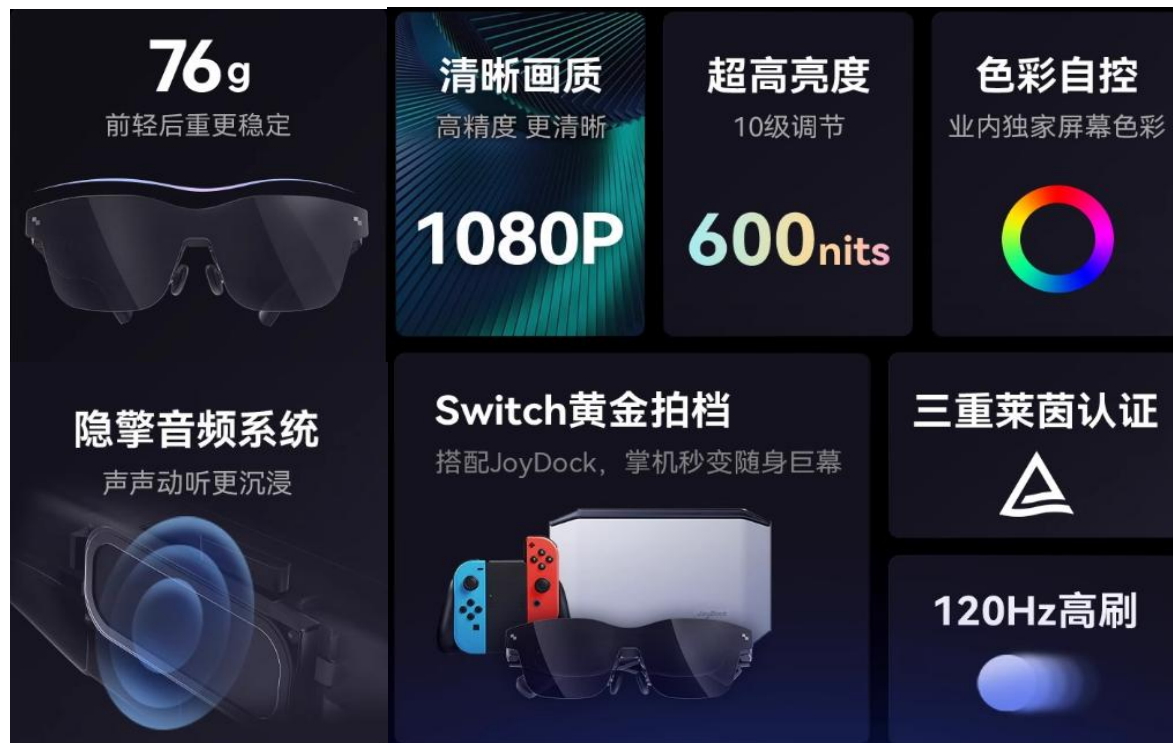 76g
前轻后重更稳定
清晰画质
高精度 更清晰
1080P
超高亮度
10级调节
600nits
色彩自控
业内独家屏幕色彩
隐擎音频系统
声声动听更沉浸
Switch黄金拍档
搭配JoyDock，掌机秒变随身巨幕
JoyDock
三重莱茵认证
120Hz高刷